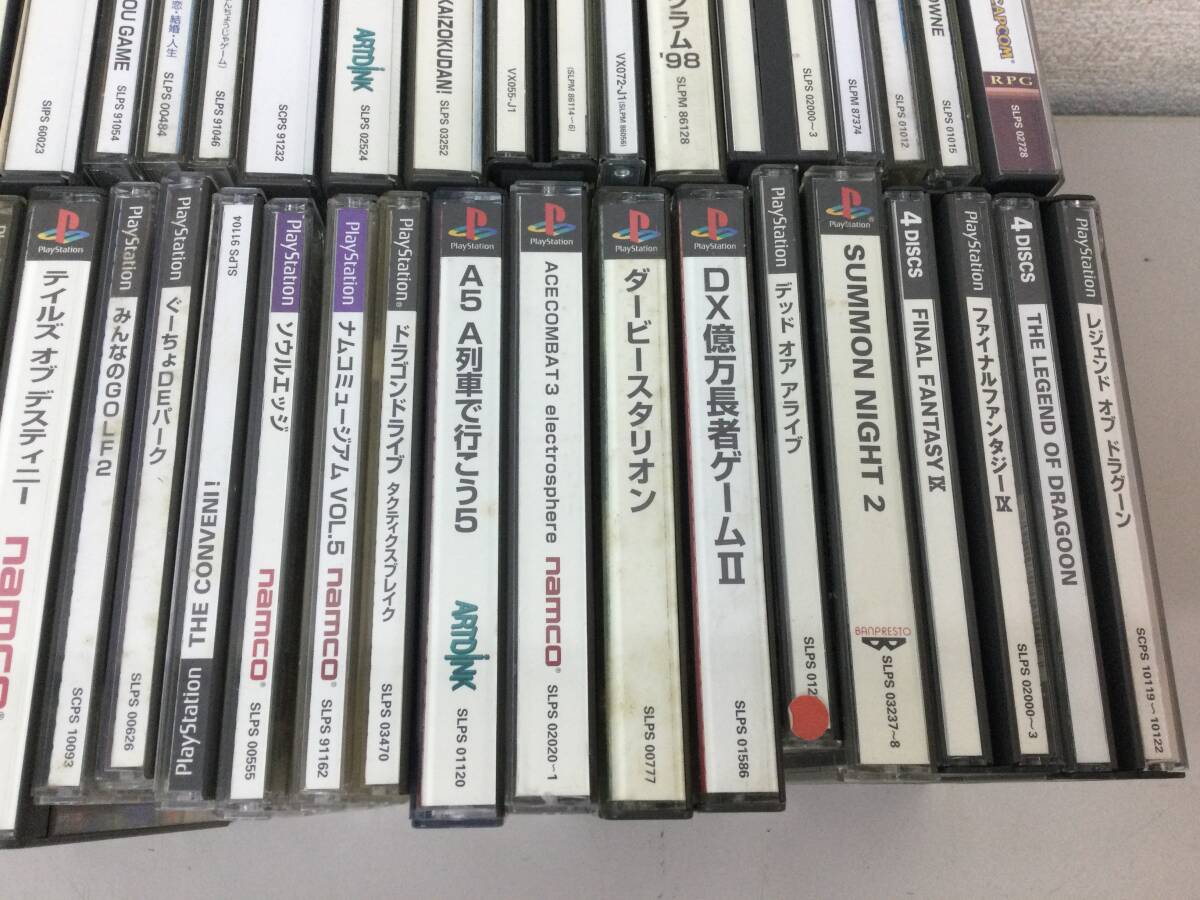 SIPS 60023
OU GAME
SLPS 91054
恋・結婚・人生
SLPS 00484
SLPS 91046
SCPS 91232
ARTDINK
SLPS 02524
KAIZOKUDAN!
SLPS 03252
VX055-J1
(SLPM 86114~6)
VX072-J1(SLPM 86056)
ラム'98
SLPM 86128
SLPS 02000~3
SLPM 87374
SLPS 01012
OWNE
SLPS 01015
CAPCOM
RPG
SLPS 02728
PlayStation
テイルズ オブ デスティニー
namco
PlayStation
みんなのGOLF 2
SCPS 10093
PlayStation
ぐーちょDEパーク
SLPS 00626
PlayStation
THE CONVENI!
SLPS 91104
PlayStation
ソウルエッジ
namco
SLPS 00555
PlayStation
ナムコミュージアム VOL.5
namco
SLPS 91162
PlayStation
ドラゴンドライブ タクティクスブレイク
SLPS 03470
PlayStation
A5 A列車で行こう5
ARTDINK
SLPS 01120
PlayStation
ACECOMBAT 3 electrosphere
namco
SLPS 02020~1
PlayStation
ダービースタリオン
SLPS 00777
PlayStation
DX億万長者ゲームII
SLPS 01586
PlayStation
デッド オア アライブ
SLPS 012
PlayStation
SUMMON NIGHT 2
BANPRESTO
SLPS 03237~8
4 DISCS
FINAL FANTASY IX
PlayStation
ファイナルファンタジーIX
SLPS 02000~3
4 DISCS
THE LEGEND OF DRAGOON
PlayStation
レジェンド オブ ドラグーン
SCPS 10119~10122